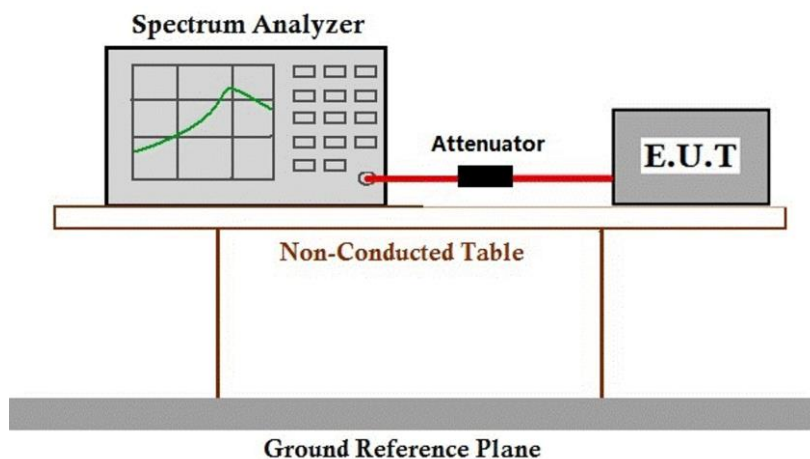 Spectrum Analyzer
Attenuator
E.U.T
Non-Conducted Table
Ground Reference Plane